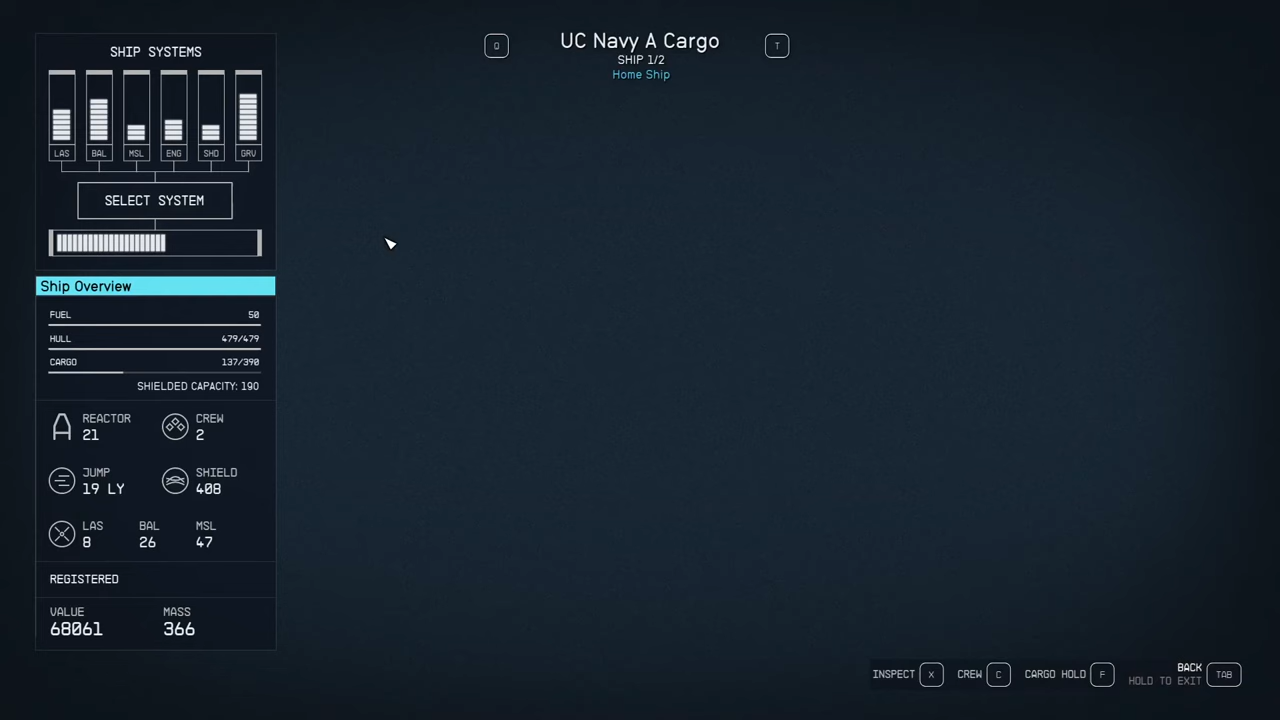 SHIP SYSTEMS
LAS BAL MSL ENG SHD GRV
SELECT SYSTEM
Q
UC Navy A Cargo
T
SHIP 1/2
Home Ship
Ship Overview
FUEL 50
HULL 479/479
CARGO 137/390
SHIELDED CAPACITY: 190
REACTOR CREW
21 2
JUMP SHIELD
19 LY 408
LAS BAL MSL
8 26 47
REGISTERED
VALUE MASS
68061 366
INSPECT X CREW C CARGO HOLD F BACK TAB
HOLD TO EXIT